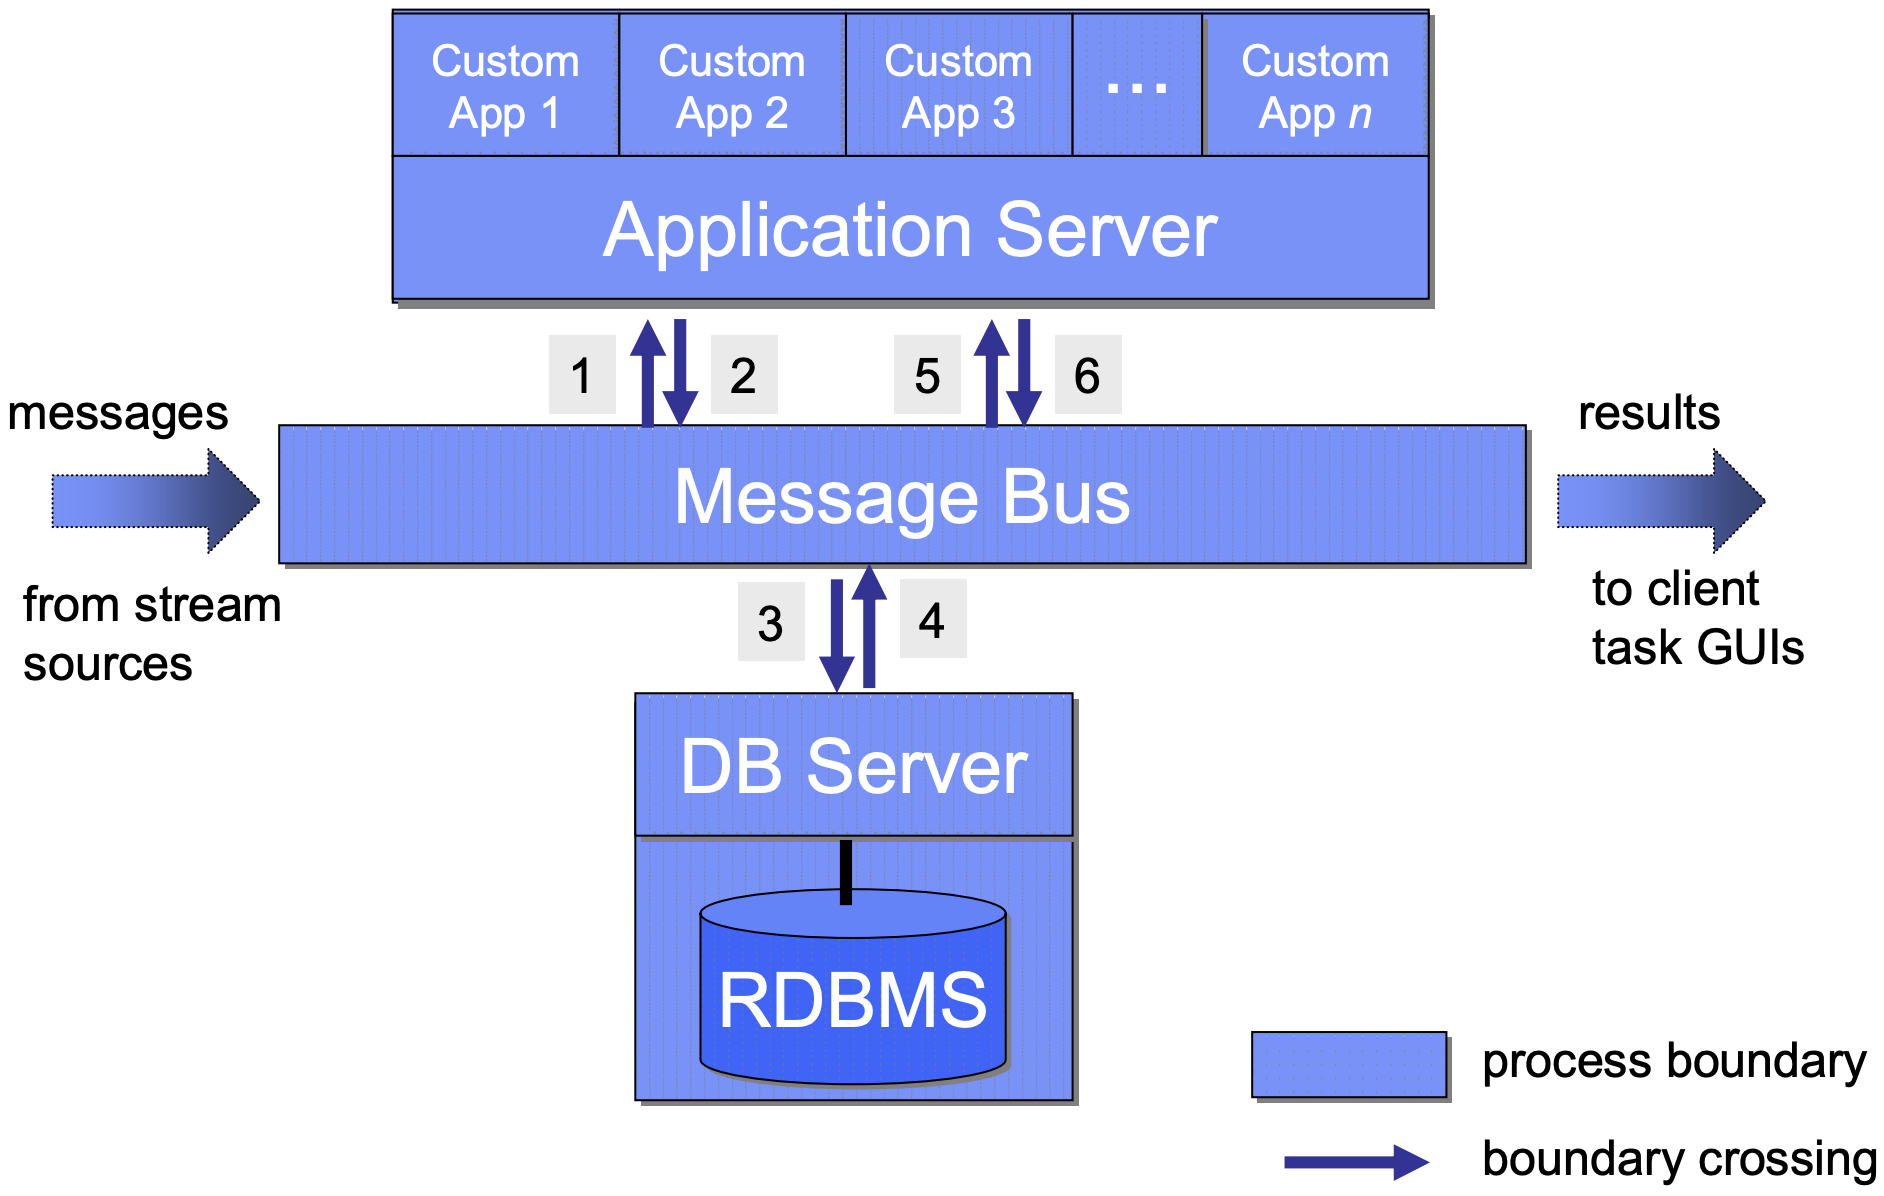 Custom
App 1
Custom
App 2
Custom
App 3
...
Custom
App n
Application Server
1
2
5
6
messages
from stream
sources
Message Bus
results
to client
task GUIs
3
4
DB Server
RDBMS
process boundary
boundary crossing